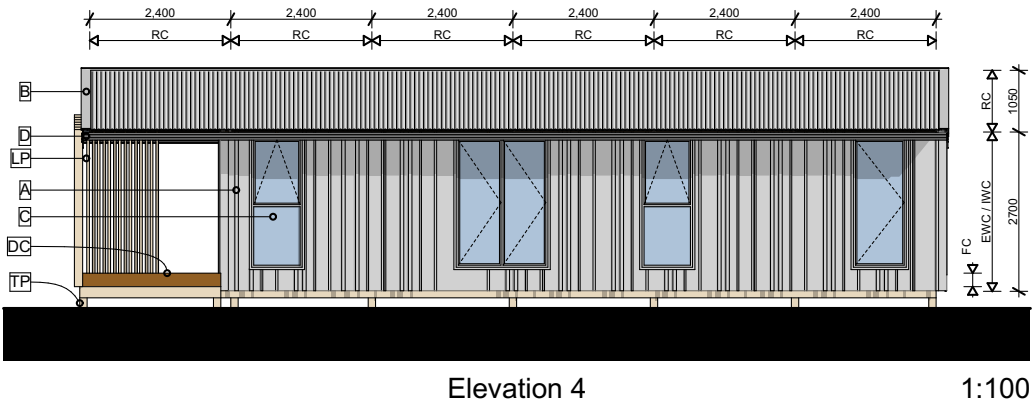 2,400 2,400 2,400 2,400 2,400 2,400
RC RC RC RC RC RC
B
D
LP
A
C
DC
TP
RC
1050
EWC / IWC
2700
FC
Elevation 4 1:100